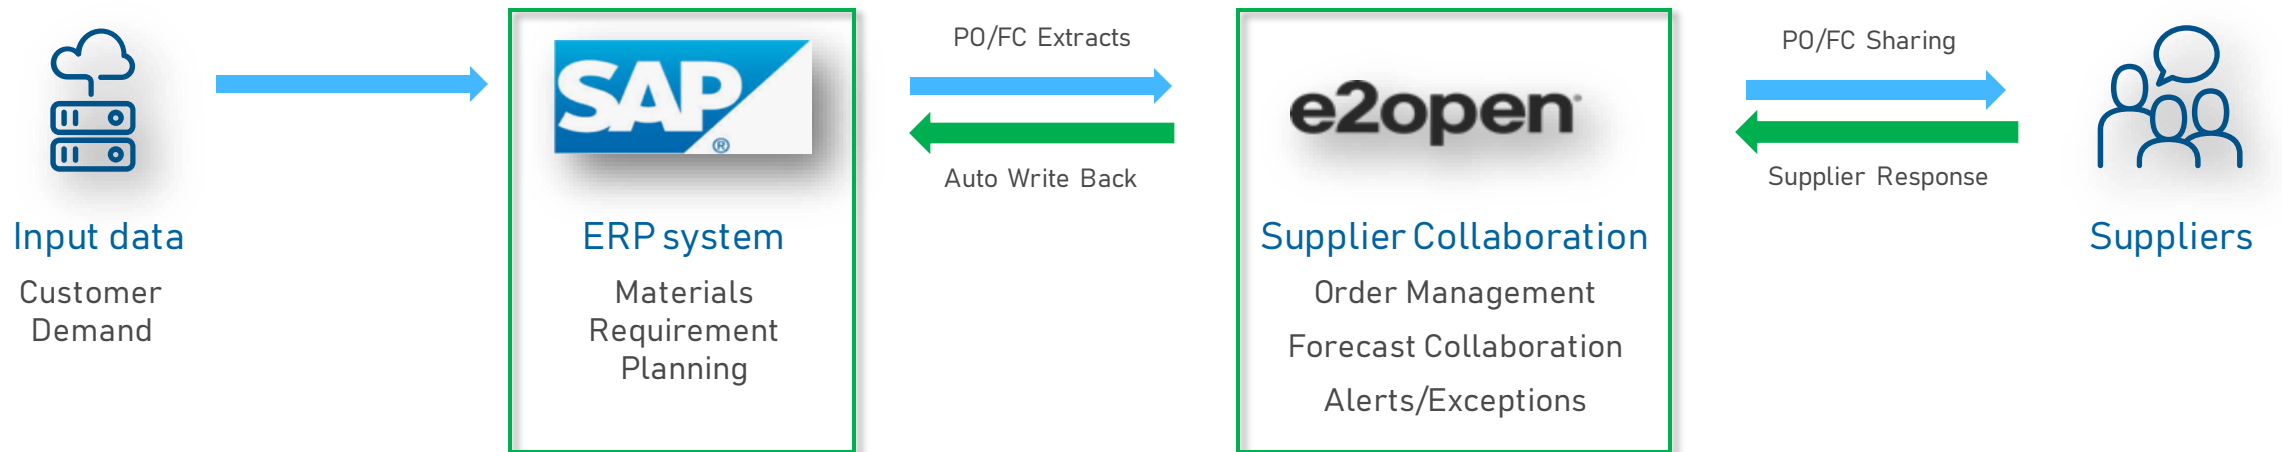 Input data
Customer
Demand
SAP
®
ERP system
Materials
Requirement
Planning
PO/FC Extracts
Auto Write Back
e2open
Supplier Collaboration
Order Management
Forecast Collaboration
Alerts/Exceptions
PO/FC Sharing
Supplier Response
Suppliers